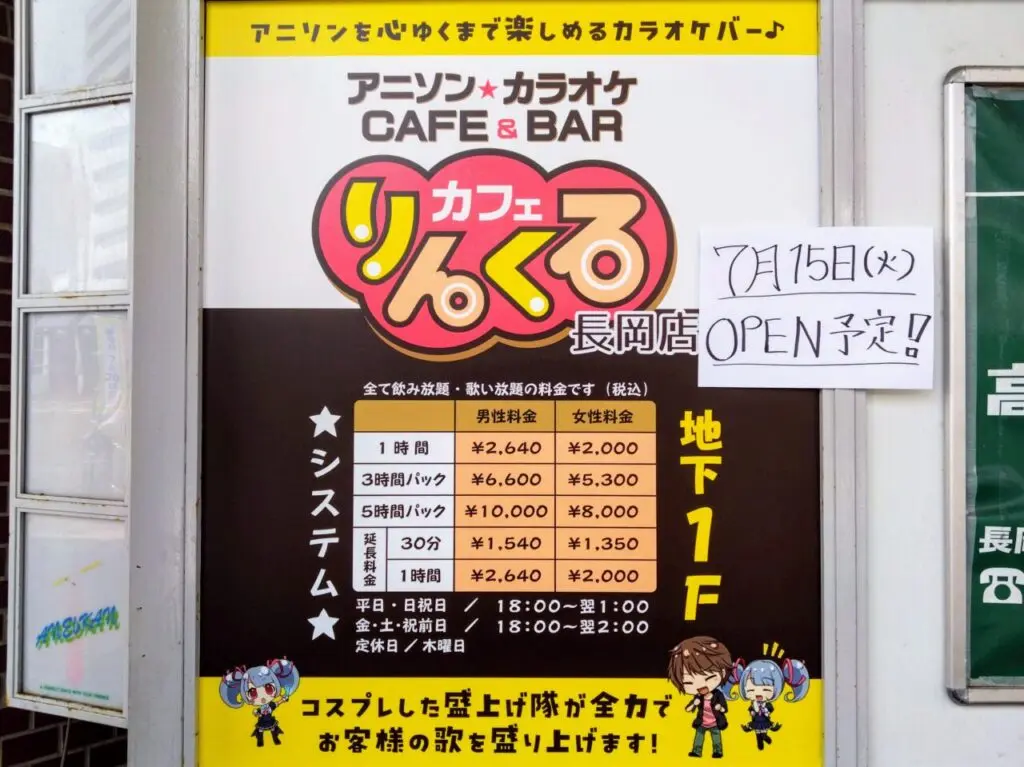 アニソンを心ゆくまで楽しめるカラオケバー♪
アニソン★カラオケ
CAFE & BAR
カフェ
りんくる
長岡店
7月15日(火)
OPEN予定!
全て飲み放題・歌い放題の料金です（税込）
★システム★
男性料金 女性料金
1時間 ¥2,640 ¥2,000
3時間パック ¥6,600 ¥5,300
5時間パック ¥10,000 ¥8,000
延長料金
30分 ¥1,540 ¥1,350
1時間 ¥2,640 ¥2,000
地下1F
平日・日祝日 ／ 18:00〜翌1:00
金・土・祝前日 ／ 18:00〜翌2:00
定休日／木曜日
コスプレした盛上げ隊が全力で
お客様の歌を盛り上げます!
長岡
☎